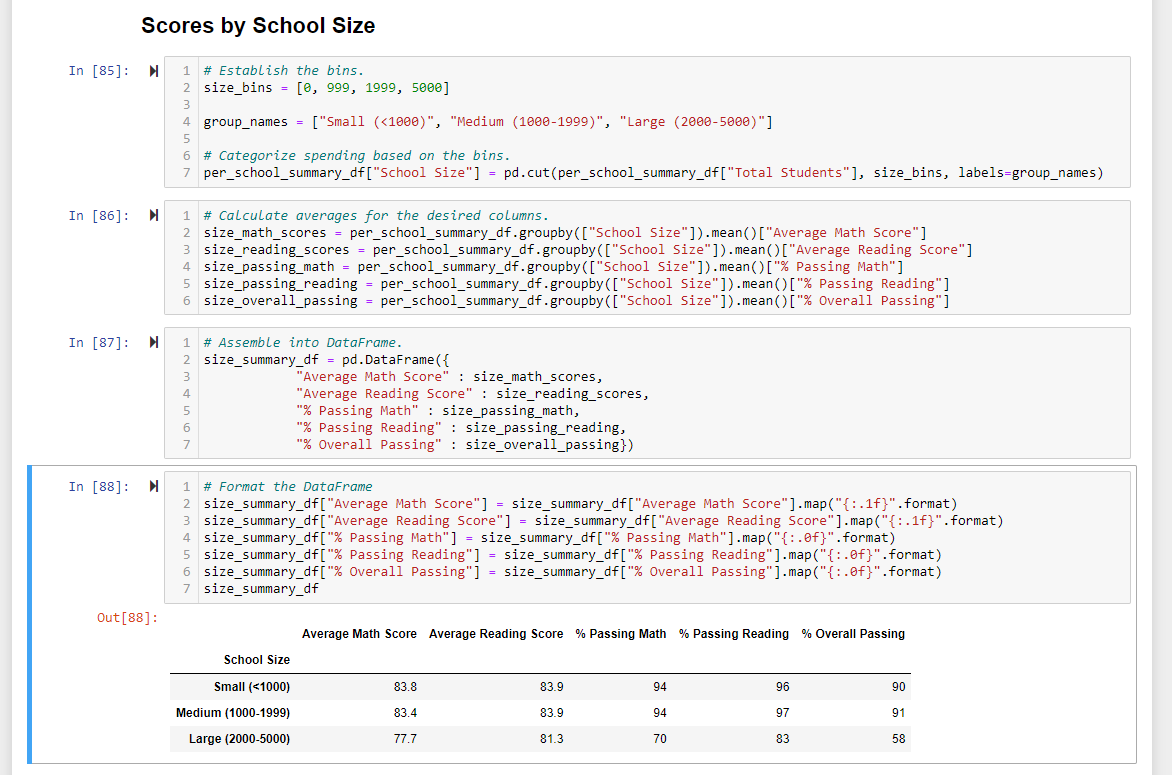 Scores by School Size
In [85]:
1 # Establish the bins.
2 size_bins = [0, 999, 1999, 5000]
3
4 group_names = ["Small (<1000)", "Medium (1000-1999)", "Large (2000-5000)"]
5
6 # Categorize spending based on the bins.
7 per_school_summary_df["School Size"] = pd.cut(per_school_summary_df["Total Students"], size_bins, labels=group_names)
In [86]:
1 # Calculate averages for the desired columns.
2 size_math_scores = per_school_summary_df.groupby(["School Size"]).mean()["Average Math Score"]
3 size_reading_scores = per_school_summary_df.groupby(["School Size"]).mean()["Average Reading Score"]
4 size_passing_math = per_school_summary_df.groupby(["School Size"]).mean()["% Passing Math"]
5 size_passing_reading = per_school_summary_df.groupby(["School Size"]).mean()["% Passing Reading"]
6 size_overall_passing = per_school_summary_df.groupby(["School Size"]).mean()["% Overall Passing"]
In [87]:
1 # Assemble into DataFrame.
2 size_summary_df = pd.DataFrame({
3 "Average Math Score" : size_math_scores,
4 "Average Reading Score" : size_reading_scores,
5 "% Passing Math" : size_passing_math,
6 "% Passing Reading" : size_passing_reading,
7 "% Overall Passing" : size_overall_passing})
In [88]:
1 # Format the DataFrame
2 size_summary_df["Average Math Score"] = size_summary_df["Average Math Score"].map("{:.1f}".format)
3 size_summary_df["Average Reading Score"] = size_summary_df["Average Reading Score"].map("{:.1f}".format)
4 size_summary_df["% Passing Math"] = size_summary_df["% Passing Math"].map("{:.0f}".format)
5 size_summary_df["% Passing Reading"] = size_summary_df["% Passing Reading"].map("{:.0f}".format)
6 size_summary_df["% Overall Passing"] = size_summary_df["% Overall Passing"].map("{:.0f}".format)
7 size_summary_df
Out[88]:
Average Math Score Average Reading Score % Passing Math % Passing Reading % Overall Passing
School Size
Small (<1000) 83.8 83.9 94 96 90
Medium (1000-1999) 83.4 83.9 94 97 91
Large (2000-5000) 77.7 81.3 70 83 58